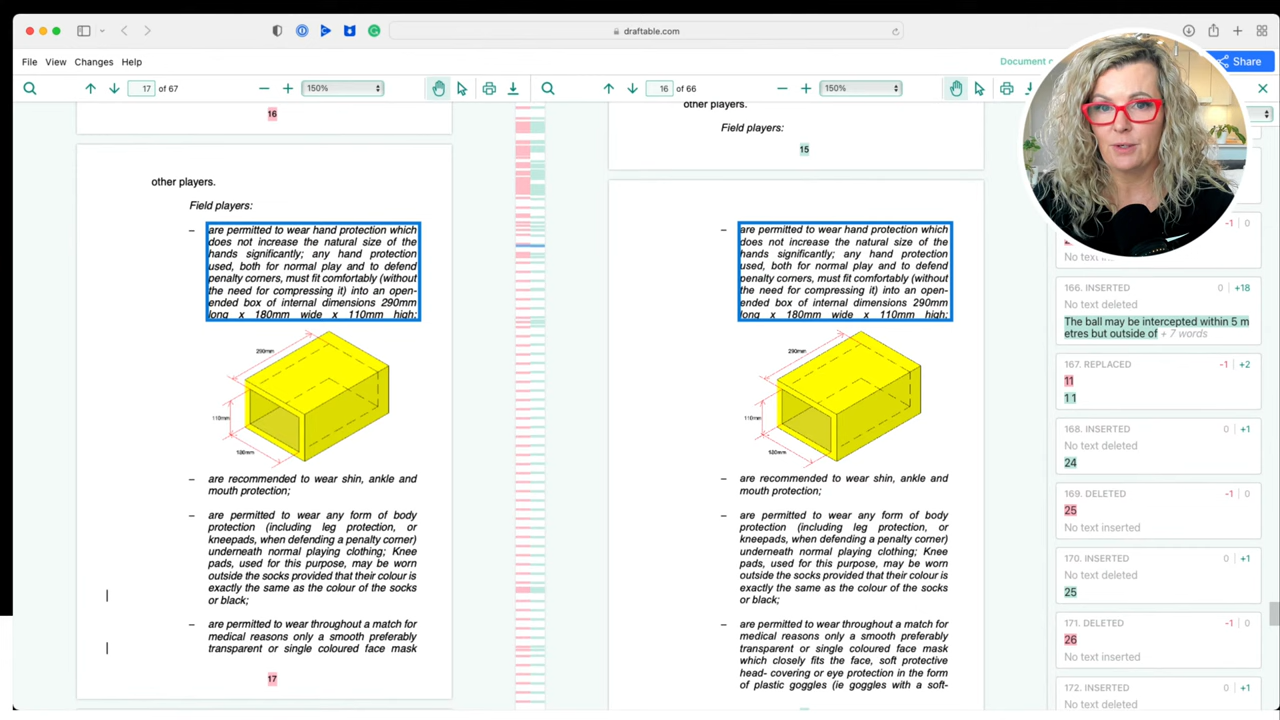 draftable.com
File View Changes Help
Document
Share
17 of 67
150%
16 of 66
150%
16
other players.
Field players:
– are permitted to wear hand protection which
does not increase the natural size of the
hands significantly; any hand protection
used, both for normal play and to defend
penalty corners, must fit comfortably (without
the need for compressing it) into an open-
ended box of internal dimensions 290mm
long x 180mm wide x 110mm high;
290mm
110mm
180mm
– are recommended to wear shin, ankle and
mouth protection;
– are permitted to wear any form of body
protection (including leg protection, or
kneepads, when defending a penalty corner)
underneath normal playing clothing; Knee
pads, used for this purpose, may be worn
outside the socks provided that their colour is
exactly the same as the colour of the socks
or black;
– are permitted to wear throughout a match for
medical reasons only a smooth preferably
transparent or single coloured face mask
17
other players.
Field players:
15
– are permitted to wear hand protection which
does not increase the natural size of the
hands significantly; any hand protection
used, both for normal play and to defend
penalty corners, must fit comfortably (without
the need for compressing it) into an open-
ended box of internal dimensions 290mm
long x 180mm wide x 110mm high;
290mm
110mm
180mm
– are recommended to wear shin, ankle and
mouth protection;
– are permitted to wear any form of body
protection (including leg protection, or
kneepads, when defending a penalty corner)
underneath normal playing clothing; Knee
pads, used for this purpose, may be worn
outside the socks provided that their colour is
exactly the same as the colour of the socks
or black;
– are permitted to wear throughout a match for
medical reasons only a smooth preferably
transparent or single coloured face mask
which closely fits the face, soft protective
head- covering or eye protection in the form
of plastic goggles (ie goggles with a soft-
-1 | 0
166. INSERTED 0 | +18
No text deleted
The ball may be intercepted within 5 m
etres but outside of + 7 words
167. REPLACED -1 | +2
11
1 1
168. INSERTED 0 | +1
No text deleted
24
169. DELETED -1 | 0
25
No text inserted
170. INSERTED 0 | +1
No text deleted
25
171. DELETED -1 | 0
26
No text inserted
172. INSERTED 0 | +1
No text deleted